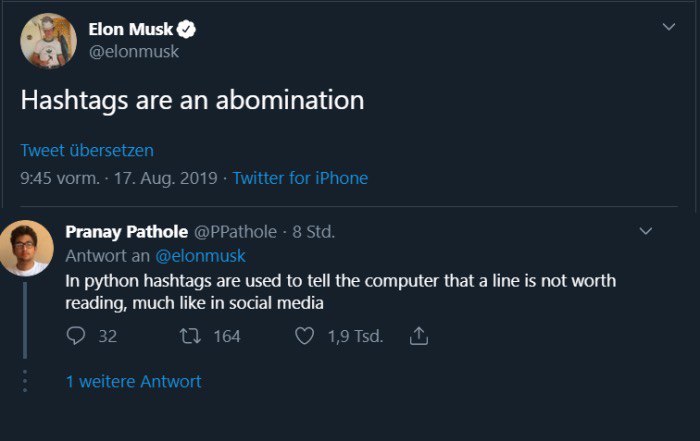 Elon Musk
@elonmusk
Hashtags are an abomination
Tweet übersetzen
9:45 vorm. · 17. Aug. 2019 · Twitter for iPhone
Pranay Pathole @PPathole · 8 Std.
Antwort an @elonmusk
In python hashtags are used to tell the computer that a line is not worth
reading, much like in social media
32 164 1,9 Tsd.
1 weitere Antwort